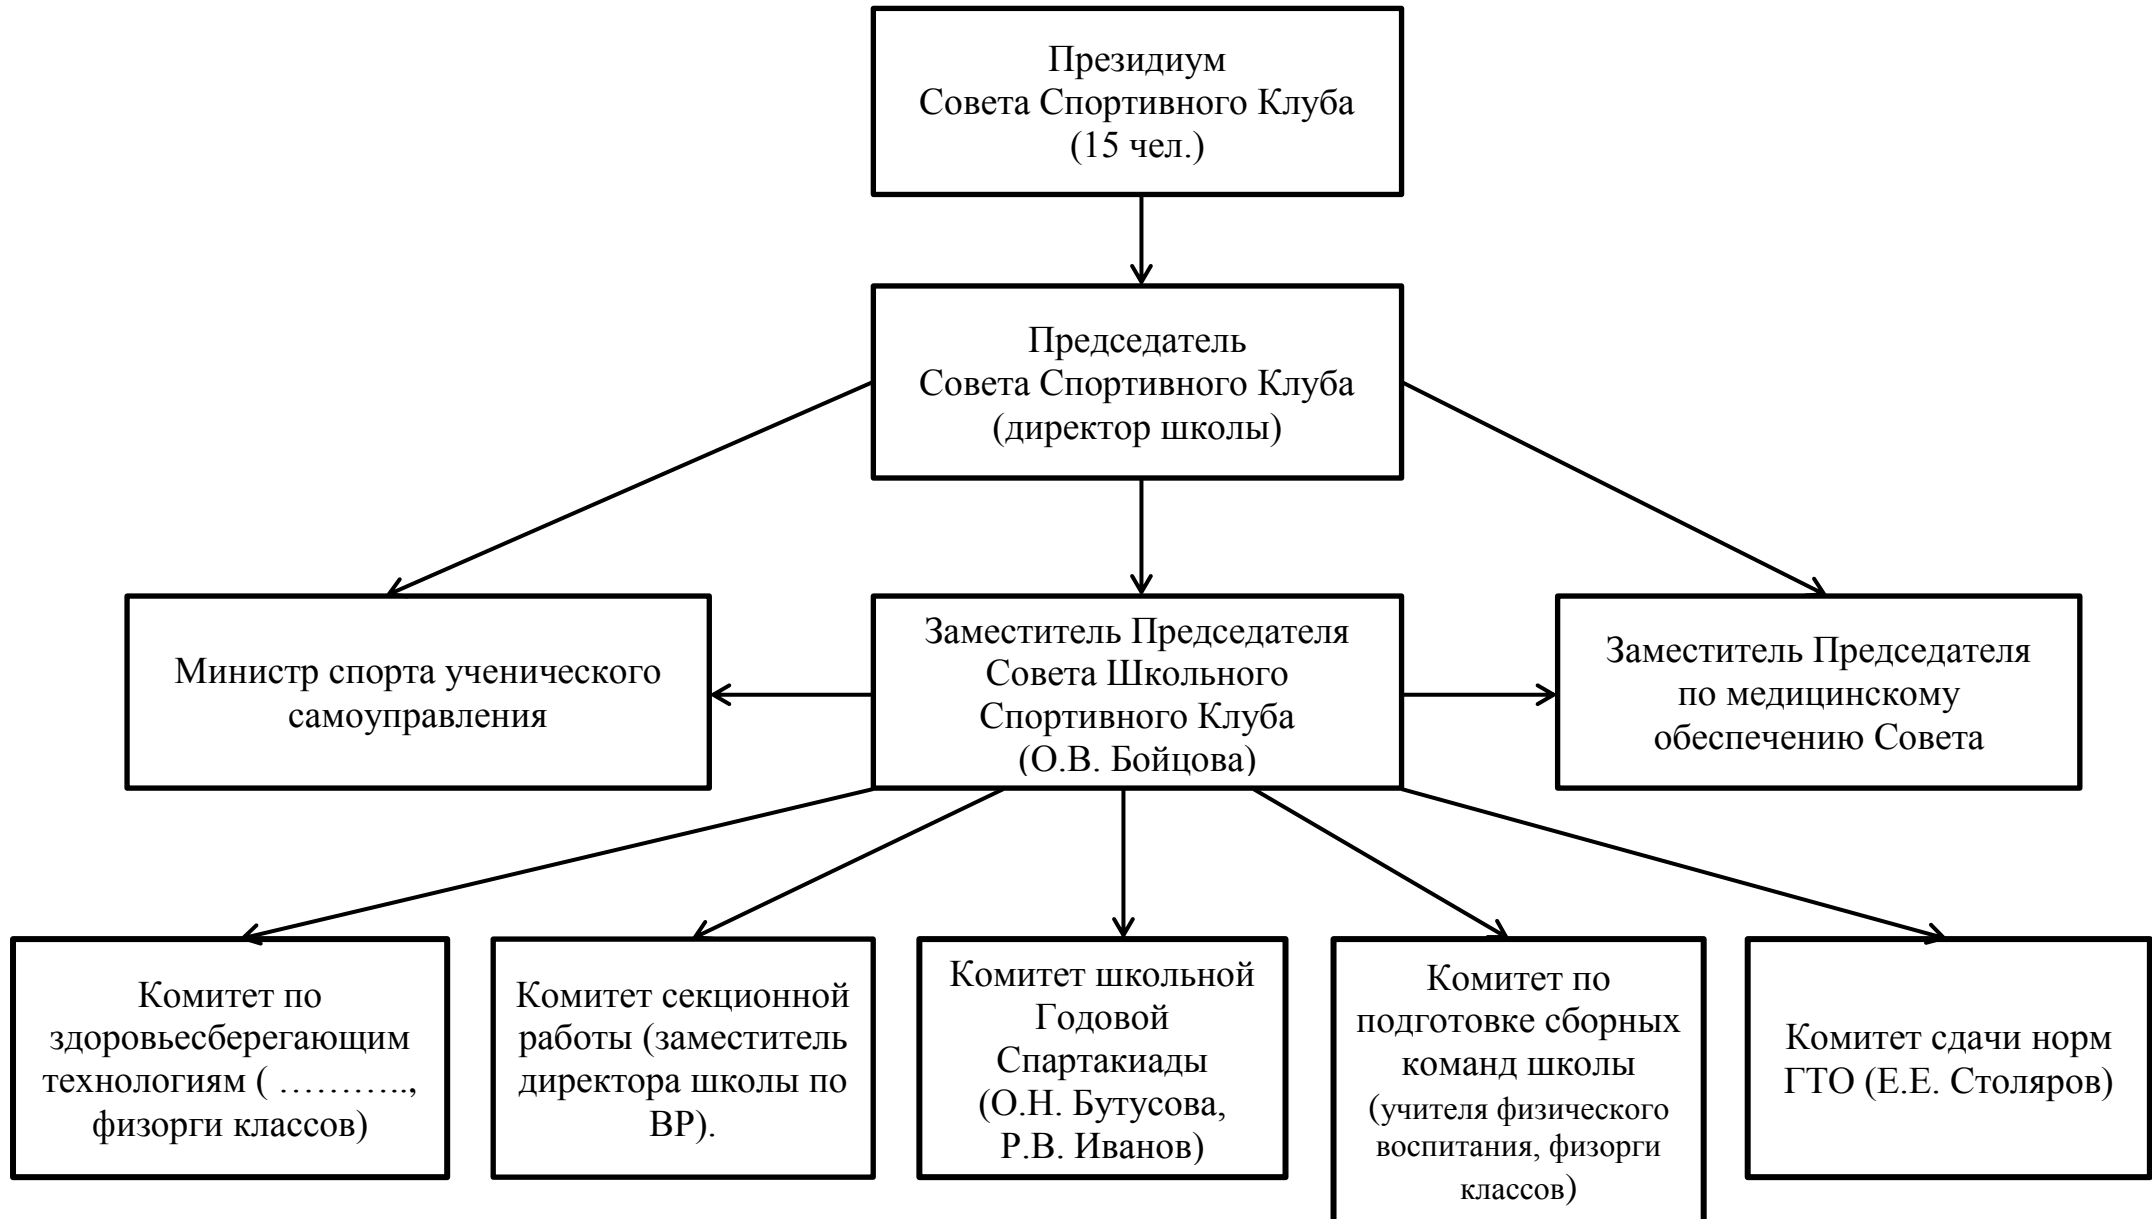 Президиум
Совета Спортивного Клуба
(15 чел.)
Председатель
Совета Спортивного Клуба
(директор школы)
Министр спорта ученического
самоуправления
Заместитель Председателя
Совета Школьного
Спортивного Клуба
(О.В. Бойцова)
Заместитель Председателя
по медицинскому
обеспечению Совета
Комитет по
здоровьесберегающим
технологиям ( ………..,
физорги классов)
Комитет секционной
работы (заместитель
директора школы по
ВР).
Комитет школьной
Годовой
Спартакиады
(О.Н. Бутусова,
Р.В. Иванов)
Комитет по
подготовке сборных
команд школы
(учителя физического
воспитания, физорги
классов)
Комитет сдачи норм
ГТО (Е.Е. Столяров)